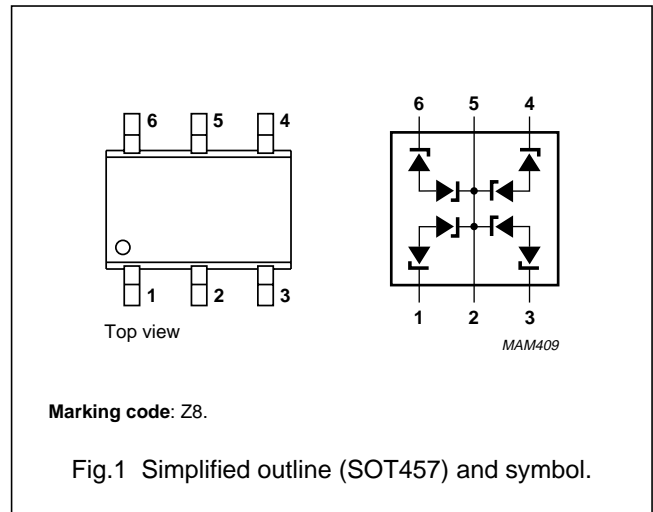 6 5 4
6 5 4
1 2 3
Top view
1 2 3
MAM409
Marking code: Z8.
Fig.1 Simplified outline (SOT457) and symbol.